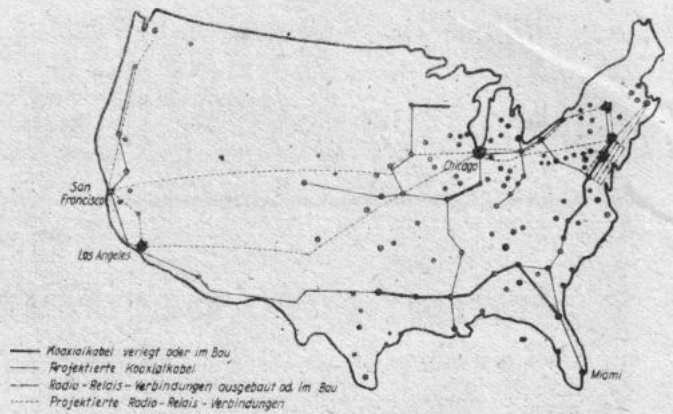 Chicago
San
Francisco
Los Angeles
Miami
Koaxialkabel verlegt oder im Bau
Projektierte Koaxialkabel
Radio-Relais-Verbindungen ausgebaut od. im Bau
Projektierte Radio-Relais-Verbindungen